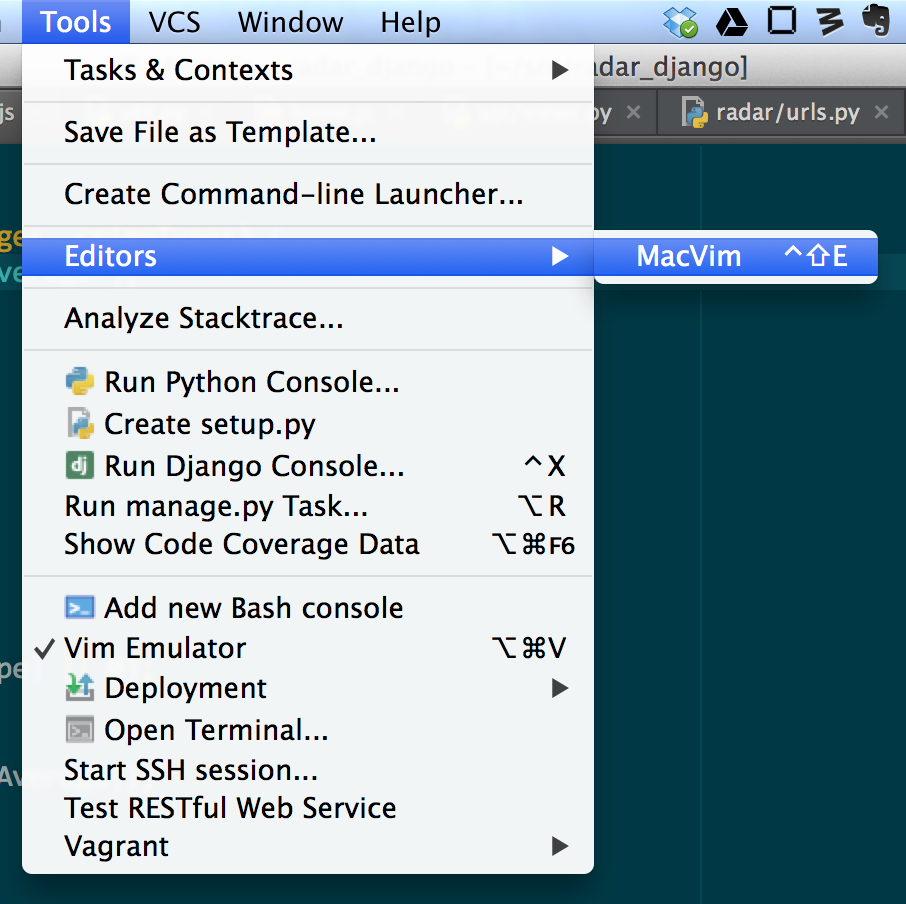 Tools VCS Window Help
Tasks & Contexts ▶
radar_django]
js
py × radar/urls.py ×
Save File as Template...
Create Command-line Launcher...
Editors ▶ MacVim ^⇧E
Analyze Stacktrace...
Run Python Console...
Create setup.py
dj Run Django Console... ^X
Run manage.py Task... ⌥R
Show Code Coverage Data ⌥⌘F6
Add new Bash console
✓ Vim Emulator ⌥⌘V
Deployment ▶
Open Terminal...
Start SSH session...
Test RESTful Web Service
Vagrant ▶